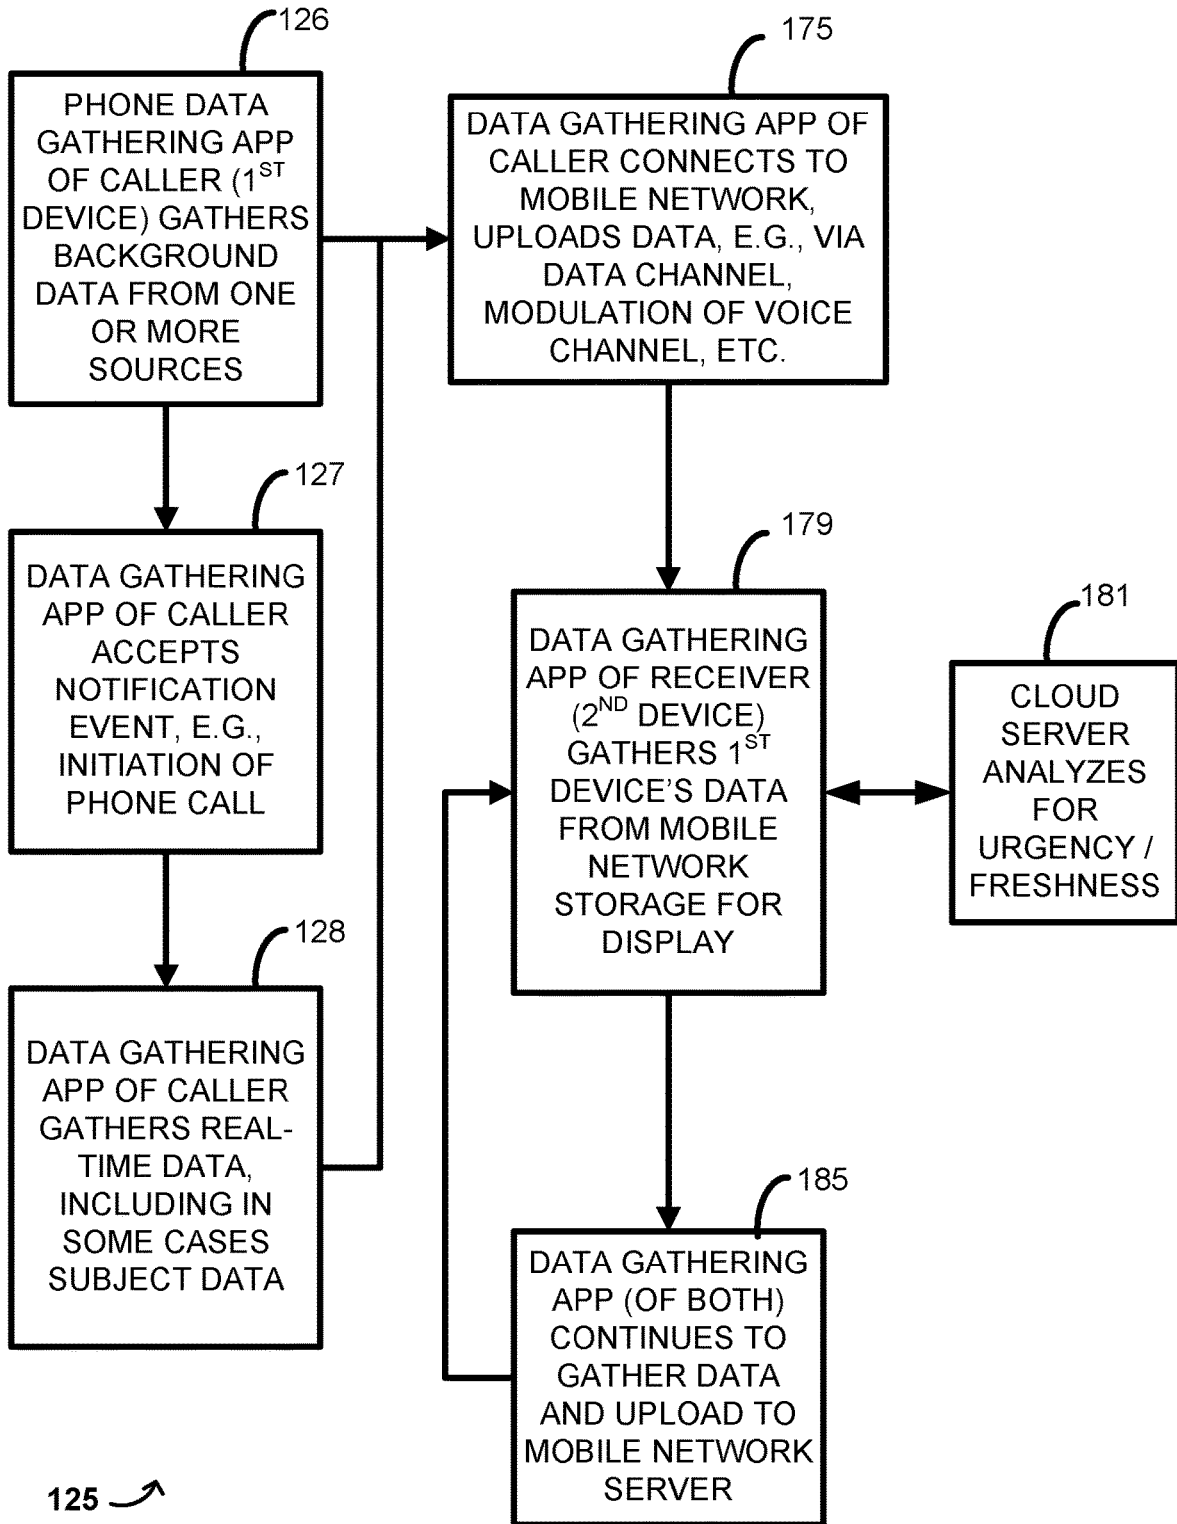 126
PHONE DATA
GATHERING APP
OF CALLER (1ST
DEVICE) GATHERS
BACKGROUND
DATA FROM ONE
OR MORE
SOURCES
175
DATA GATHERING APP OF
CALLER CONNECTS TO
MOBILE NETWORK,
UPLOADS DATA, E.G., VIA
DATA CHANNEL,
MODULATION OF VOICE
CHANNEL, ETC.
127
DATA GATHERING
APP OF CALLER
ACCEPTS
NOTIFICATION
EVENT, E.G.,
INITIATION OF
PHONE CALL
179
DATA GATHERING
APP OF RECEIVER
(2ND DEVICE)
GATHERS 1ST
DEVICE'S DATA
FROM MOBILE
NETWORK
STORAGE FOR
DISPLAY
181
CLOUD
SERVER
ANALYZES
FOR
URGENCY /
FRESHNESS
128
DATA GATHERING
APP OF CALLER
GATHERS REAL-
TIME DATA,
INCLUDING IN
SOME CASES
SUBJECT DATA
185
DATA GATHERING
APP (OF BOTH)
CONTINUES TO
GATHER DATA
AND UPLOAD TO
MOBILE NETWORK
SERVER
125